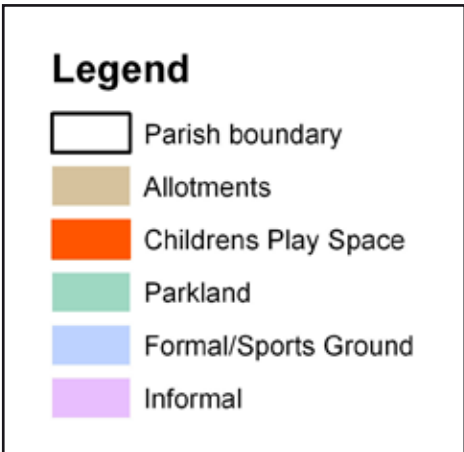 Legend
Parish boundary
Allotments
Childrens Play Space
Parkland
Formal/Sports Ground
Informal